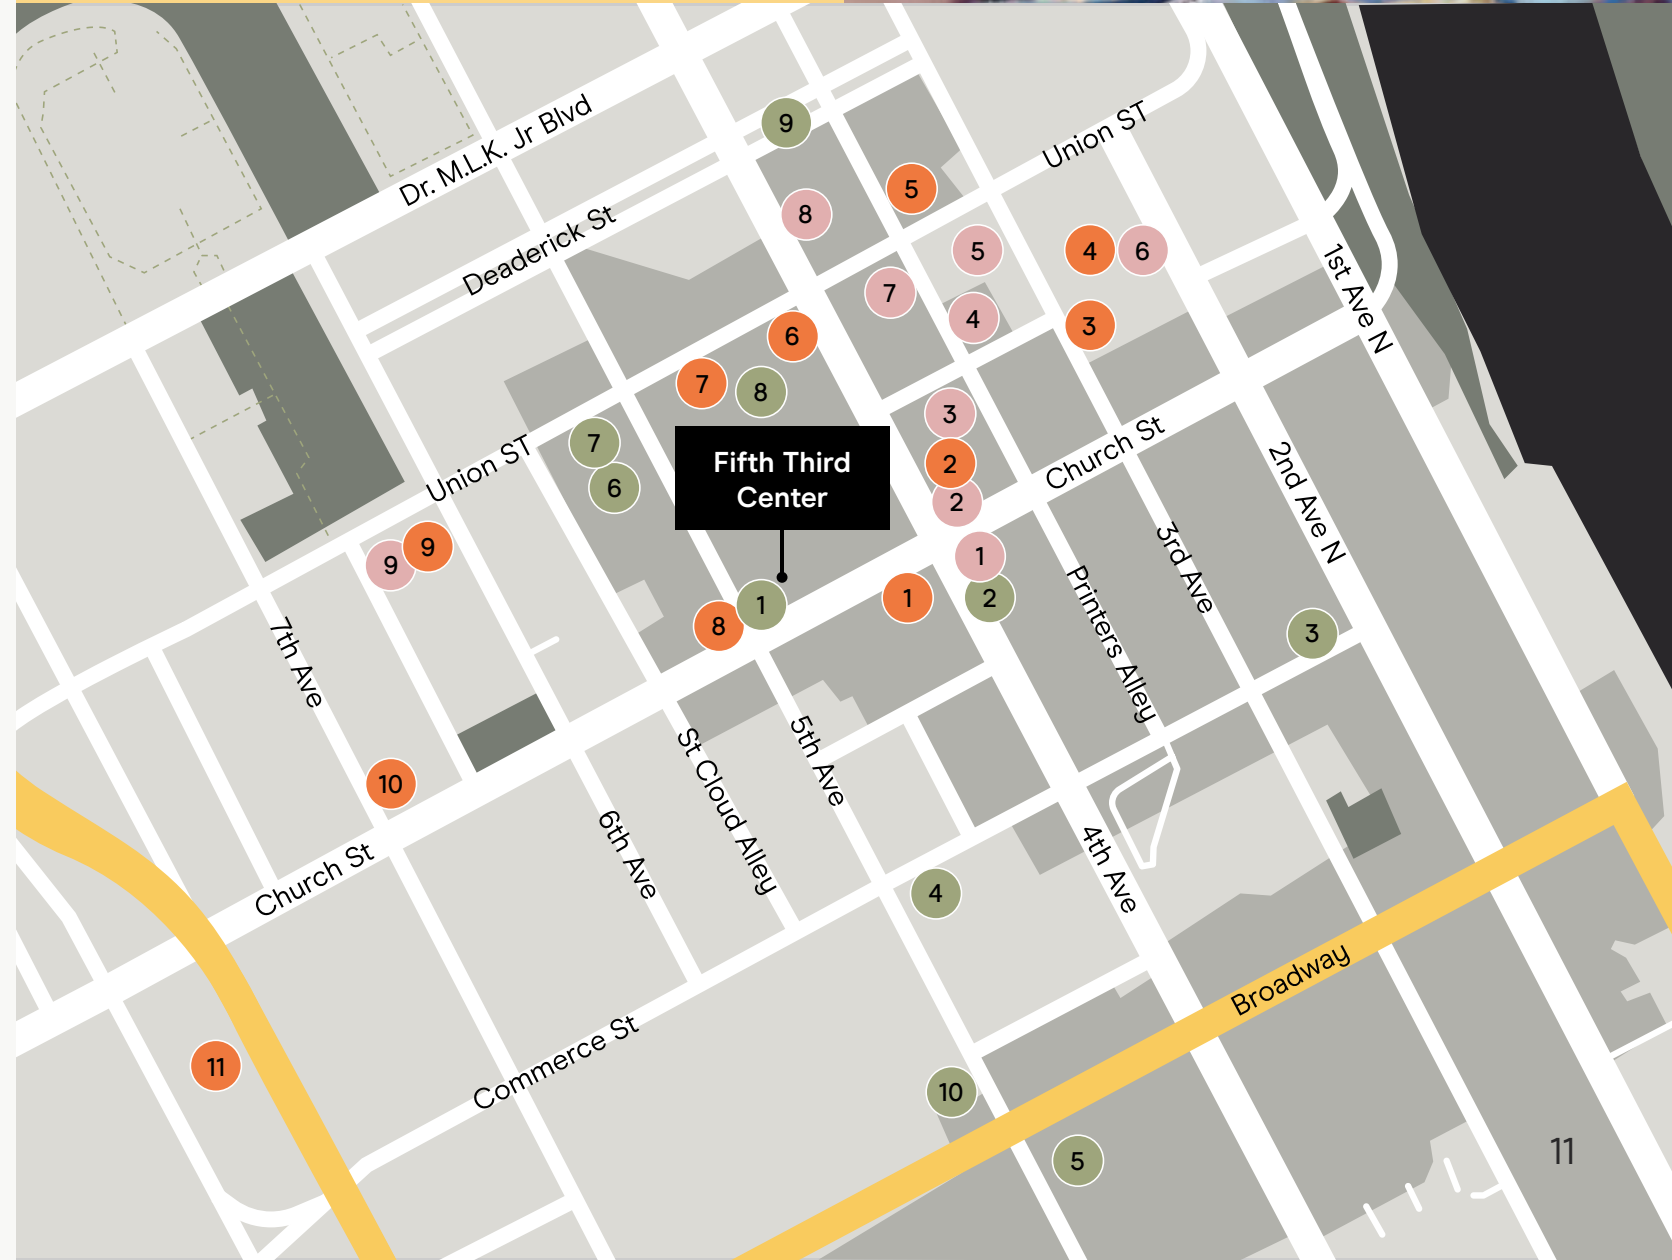 9
Union ST
Dr. M.L.K. Jr Blvd
5
8
Deaderick St
5
4
6
7
4
3
1st Ave N
6
7
8
3
7
Fifth Third
Center
2
Church St
Union ST
6
2
2nd Ave N
9
9
1
3rd Ave
8
1
1
2
Printers Alley
3
7th Ave
St Cloud Alley
5th Ave
10
6th Ave
4th Ave
Church St
4
Broadway
11
Commerce St
10
5
11